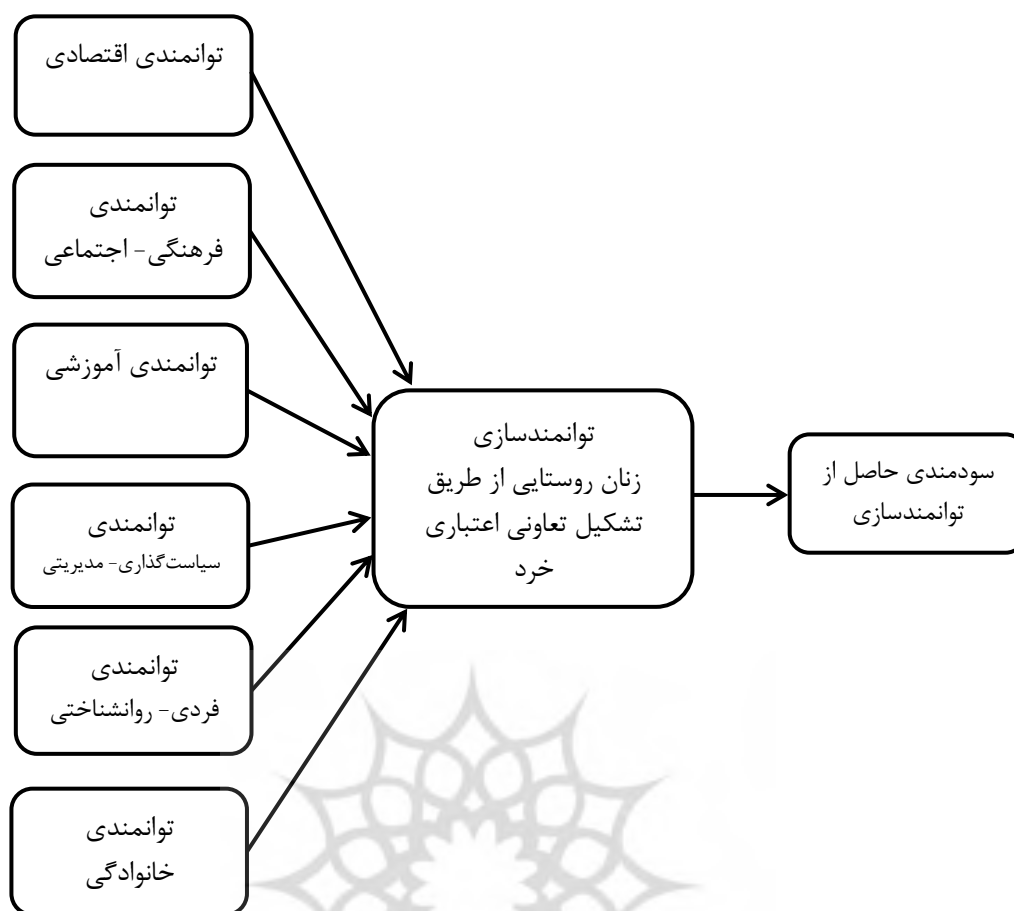 توانمندی اقتصادی
توانمندی
فرهنگی- اجتماعی
توانمندی آموزشی
توانمندی
سیاست‌گذاری- مدیریتی
توانمندی
فردی- روانشناختی
توانمندی
خانوادگی
توانمندسازی
زنان روستایی از طریق
تشکیل تعاونی اعتباری
خرد
سودمندی حاصل از
توانمندسازی